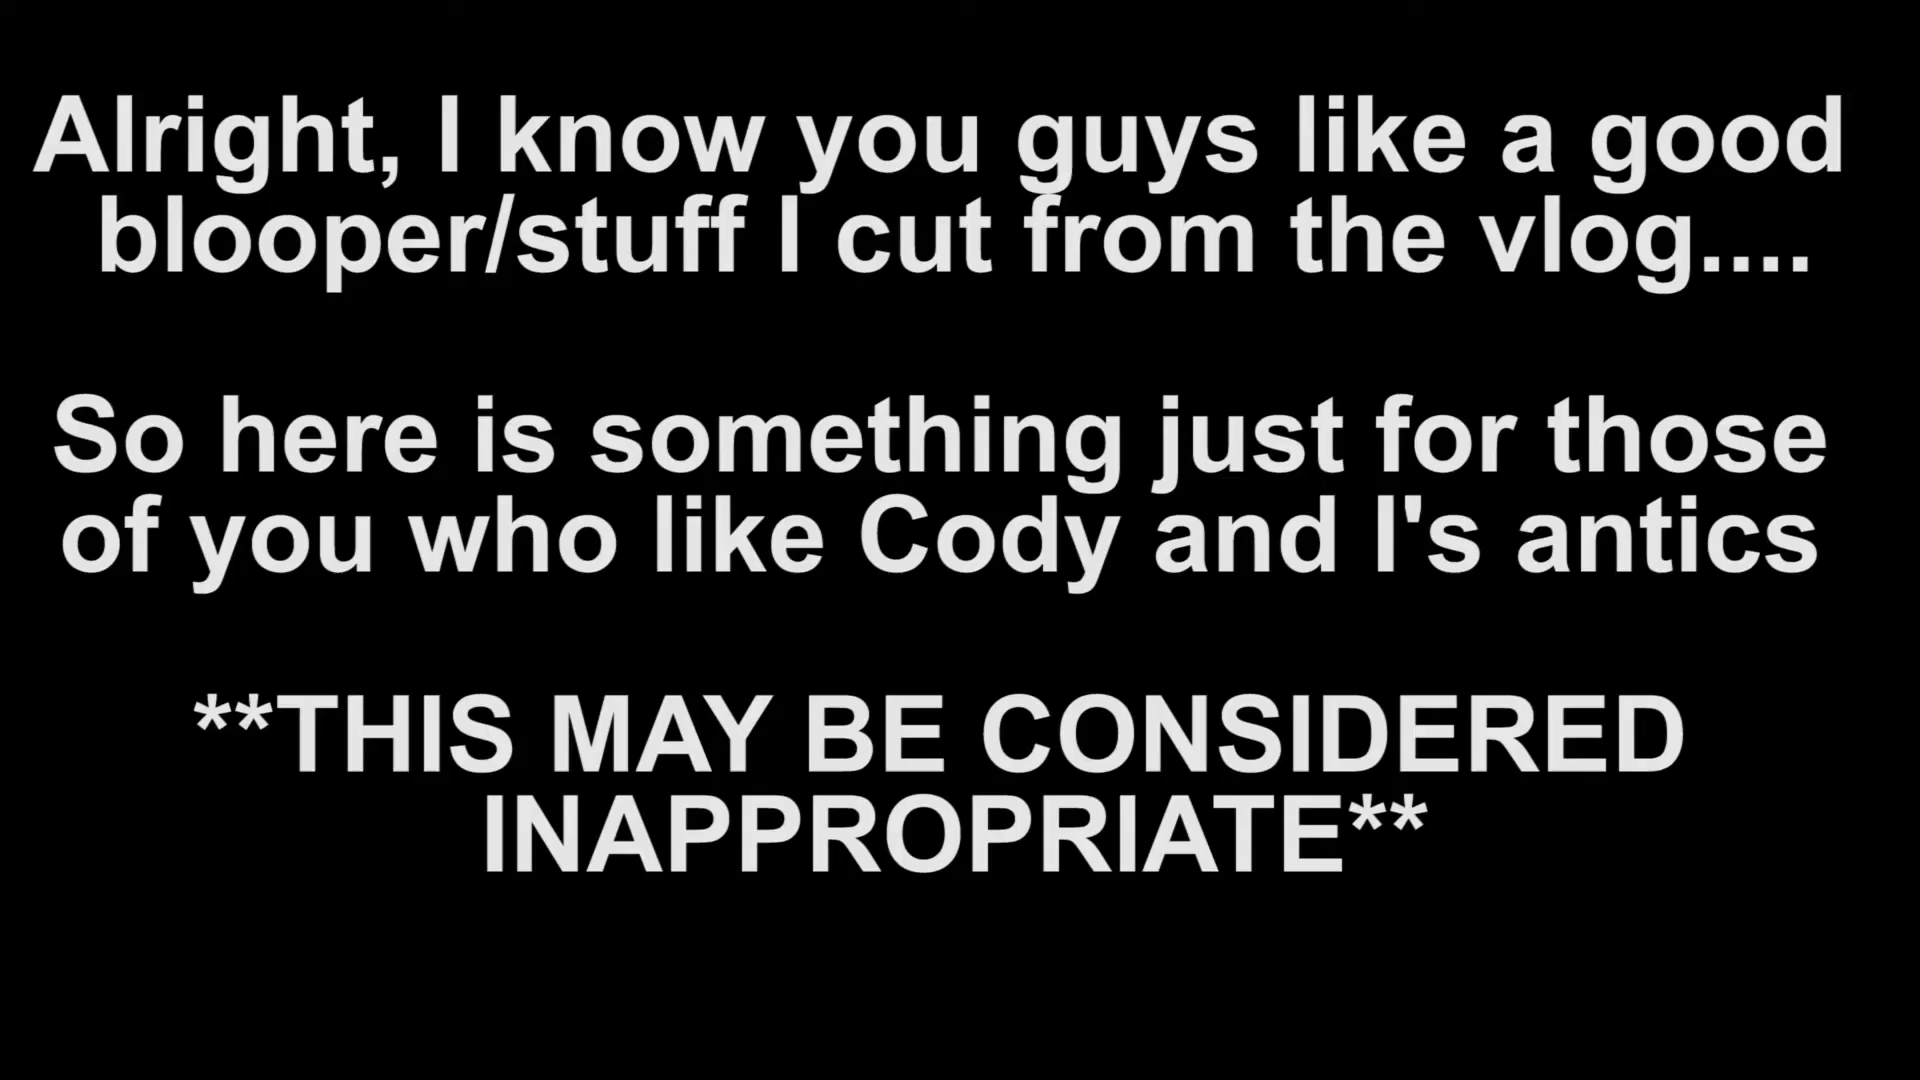 Alright, I know you guys like a good
blooper/stuff I cut from the vlog....
So here is something just for those
of you who like Cody and I's antics
**THIS MAY BE CONSIDERED
INAPPROPRIATE**